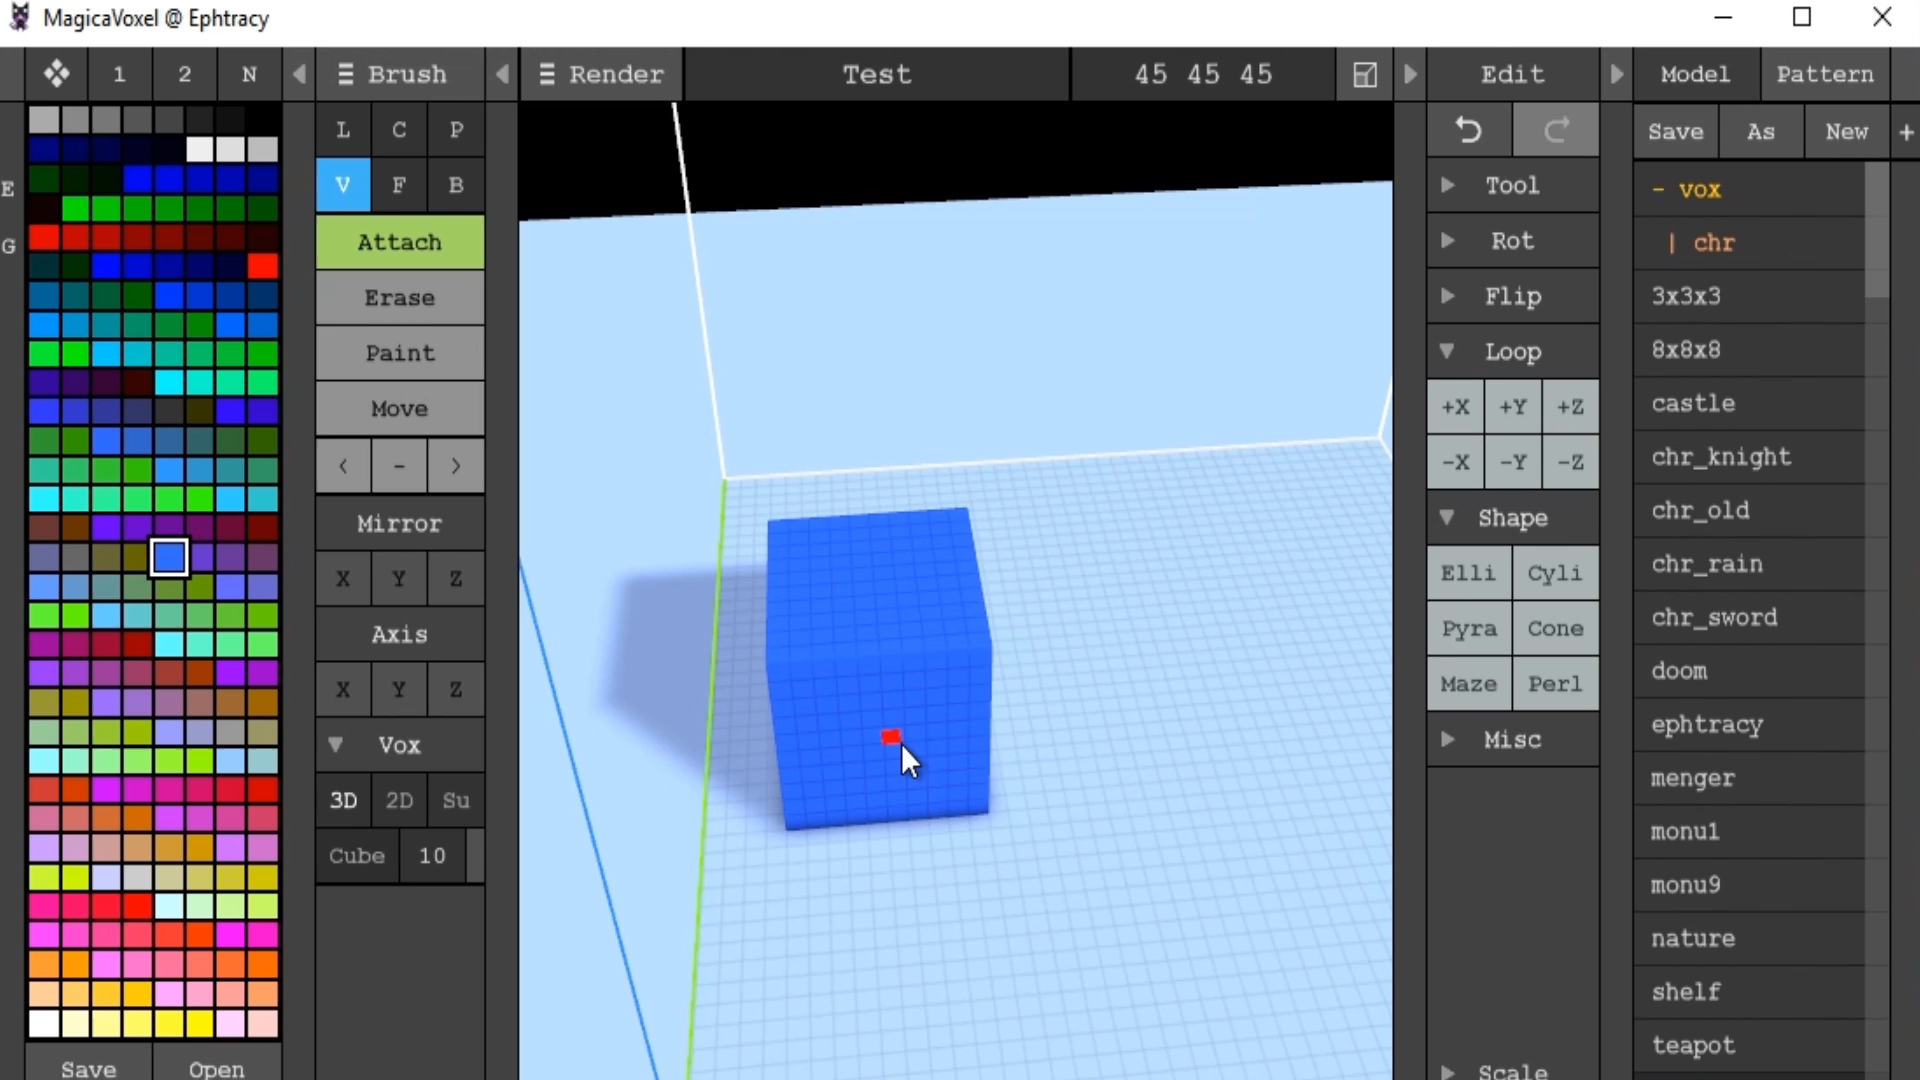 MagicaVoxel @ Ephtracy
1 2 N
Brush
Render
Test
45 45 45
Edit
Model Pattern
L C P
Save As New +
E
V F B
Tool
- vox
G
Attach
Rot
| chr
Erase
Flip
3x3x3
Paint
Loop
8x8x8
Move
+X +Y +Z
castle
< - >
-X -Y -Z
chr_knight
Mirror
Shape
chr_old
X Y Z
Elli Cyli
chr_rain
Axis
Pyra Cone
chr_sword
X Y Z
Maze Perl
doom
Vox
Misc
ephtracy
3D 2D Su
menger
Cube 10
monu1
monu9
nature
shelf
teapot
Save Open
Scale